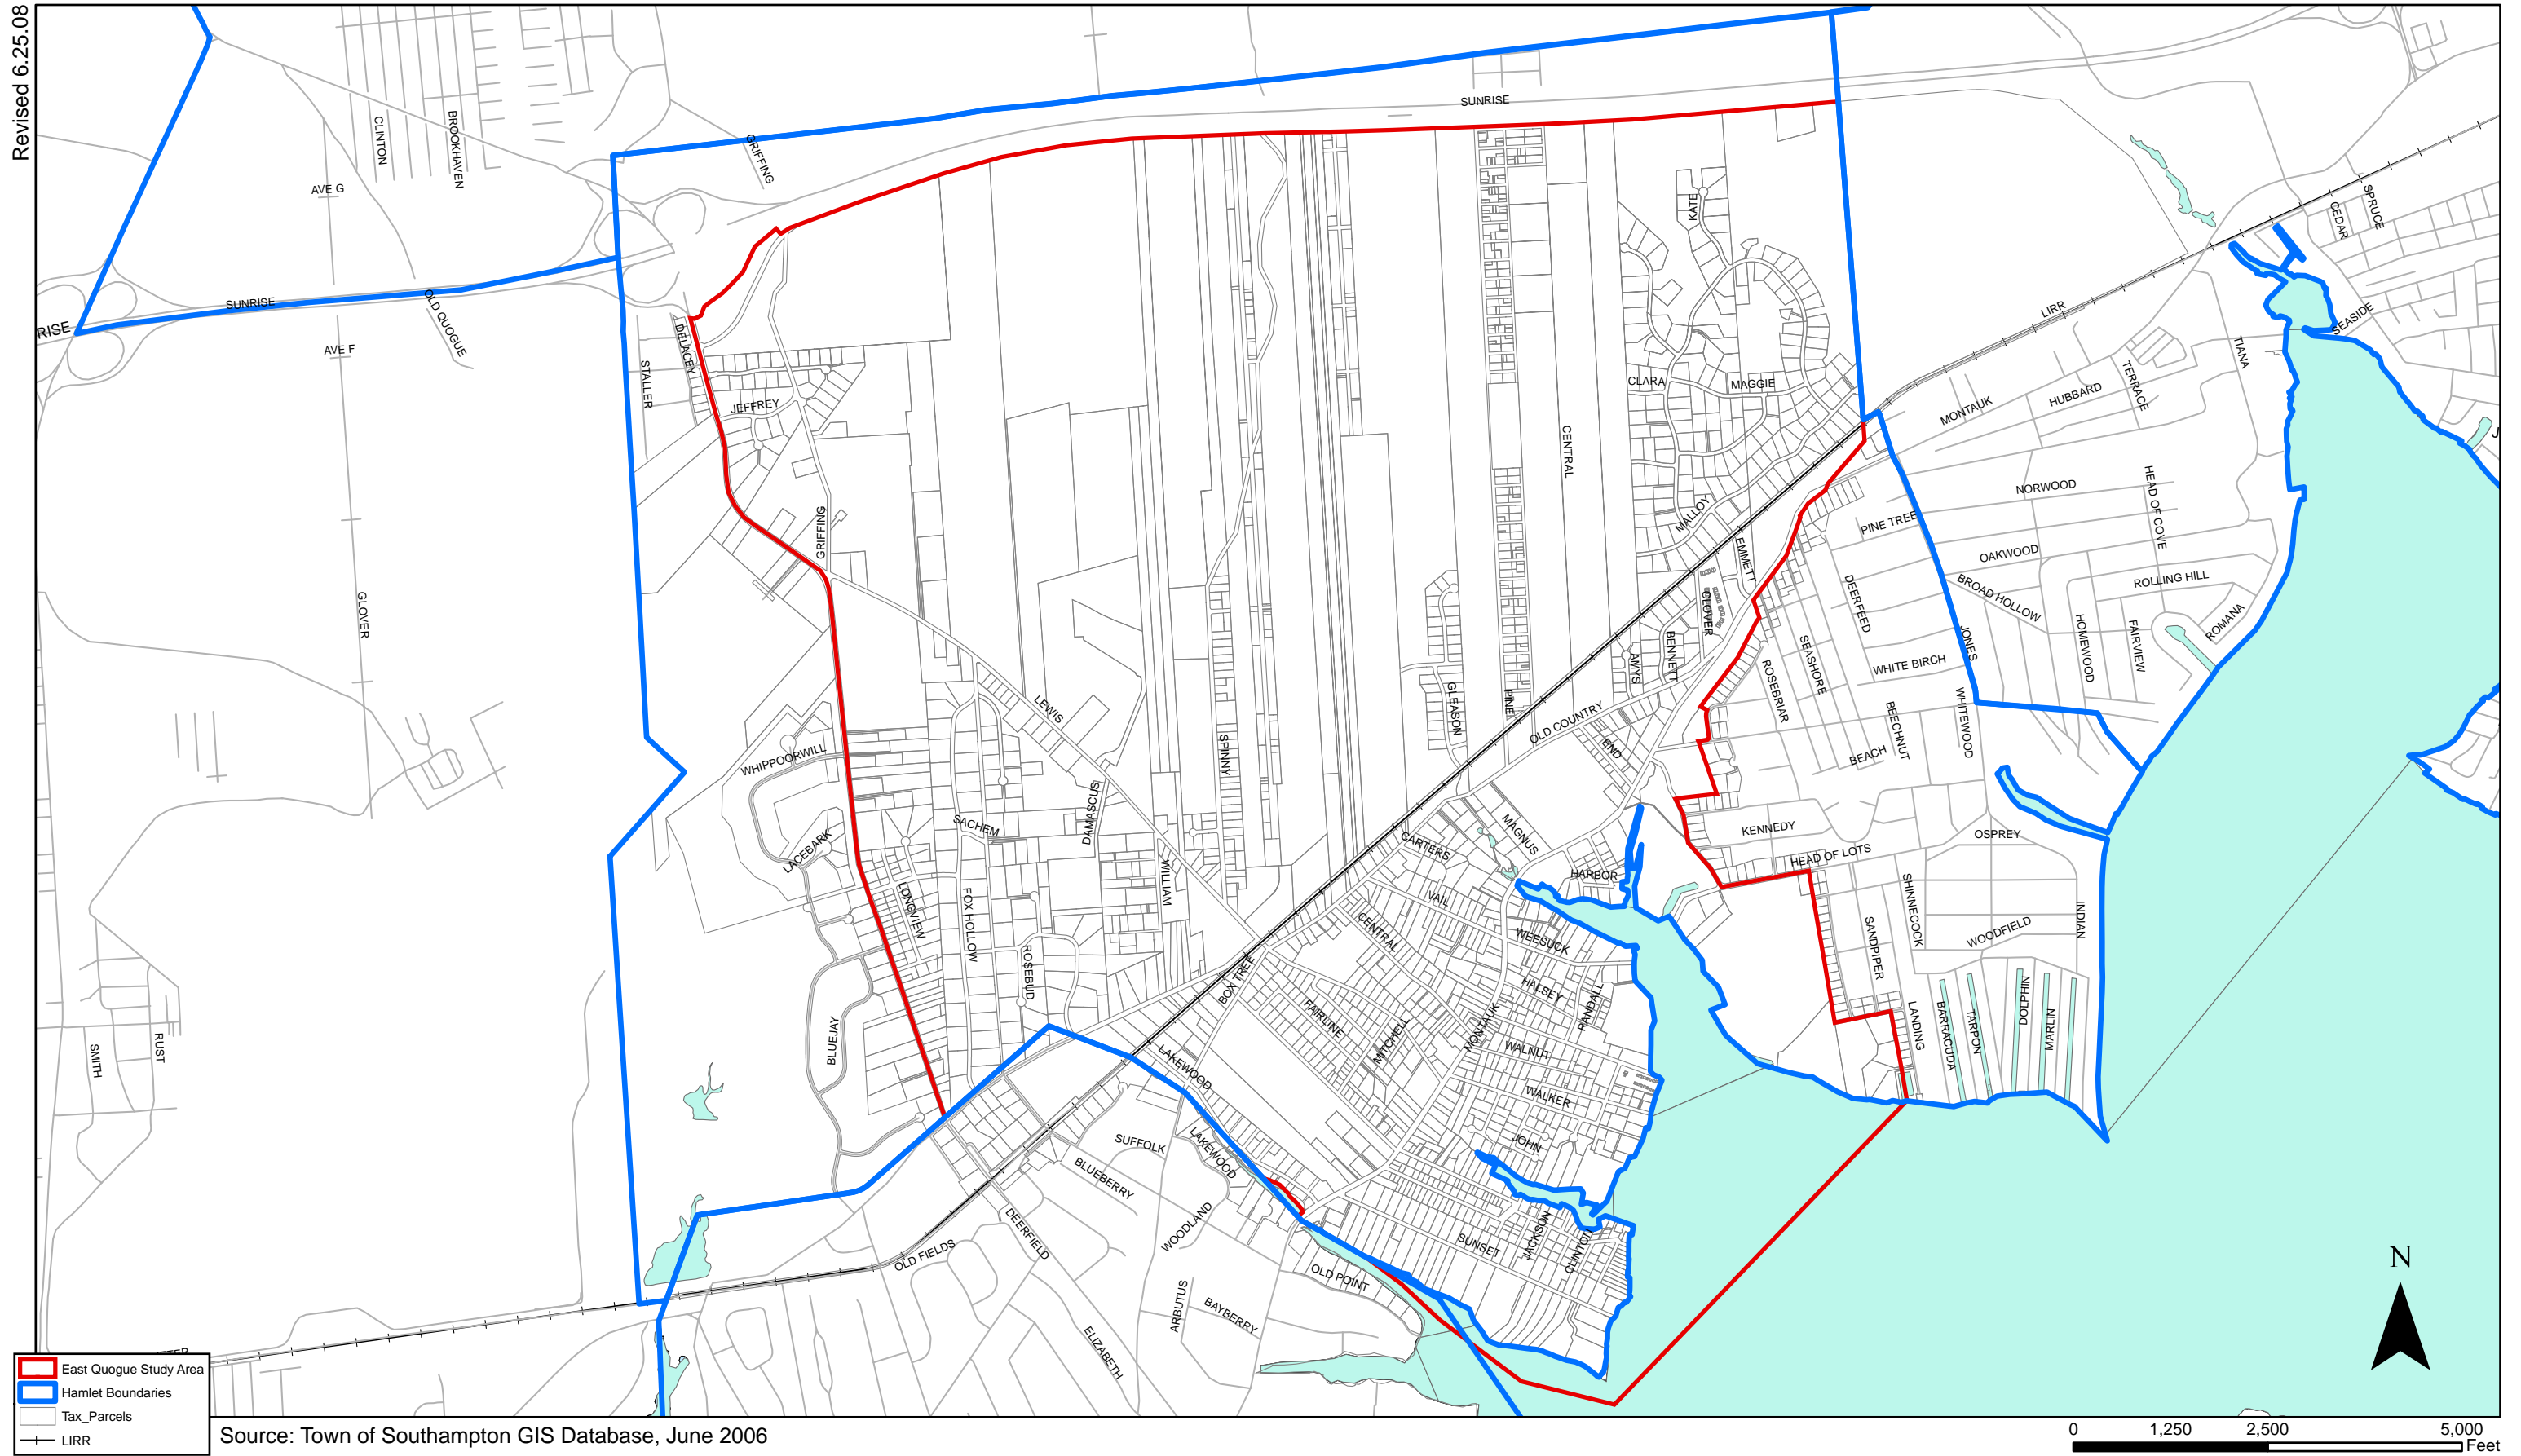 Revised 6.25.08
SUNRISE
CLINTON
BROOKHAVEN
GRIFFING
AVE G
KATE
SPRUCE
CEDAR
SUNRISE
OLD QUOGUE
RISE
LIRR
SEASIDE
AVE F
DELACEY
STALLER
TIANA
JEFFREY
CLARA
MAGGIE
TERRACE
HUBBARD
MONTAUK
CENTRAL
J
NORWOOD
HEAD OF COVE
GRIFFING
MALLOY
PINE TREE
EMMETT
OAKWOOD
GLOVER
CLOVER
DEERFEED
BROAD HOLLOW
ROLLING HILL
ROMANA
HOMEWOOD
FAIRVIEW
JONES
SEASHORE
WHITE BIRCH
AMYS
BENNETT
ROSEBRIAR
LEWIS
GLEASON
PINE
OLD COUNTRY
END
BEECHNUT
WHITEWOOD
BEACH
SPINNY
WHIPPOORWILL
DAMASCUS
SACHEM
MAGNUS
KENNEDY
OSPREY
CARTERS
LACEBARK
HEAD OF LOTS
WILLIAM
HARBOR
LONGVIEW
FOX HOLLOW
VAIL
SHINNECOCK
INDIAN
CENTRAL
WEESUCK
SANDPIPER
WOODFIELD
ROSEBUD
BOX TREE
HALSEY
RANDALL
FAIRLINE
MITCHELL
MONTAUK
BLUEJAY
SMITH
RUST
LANDING
BARRACUDA
TARPON
DOLPHIN
MARLIN
LAKEWOOD
WALNUT
WALKER
SUFFOLK
LAKEWOOD
JOHN
BLUEBERRY
WOODLAND
DEERFIELD
OLD FIELDS
SUNSET
JACKSON
CLINTON
OLD POINT
ARBUTUS
BAYBERRY
ELIZABETH
N
East Quogue Study Area
Hamlet Boundaries
Tax_Parcels
LIRR
Source: Town of Southampton GIS Database, June 2006
0 1,250 2,500 5,000
Feet